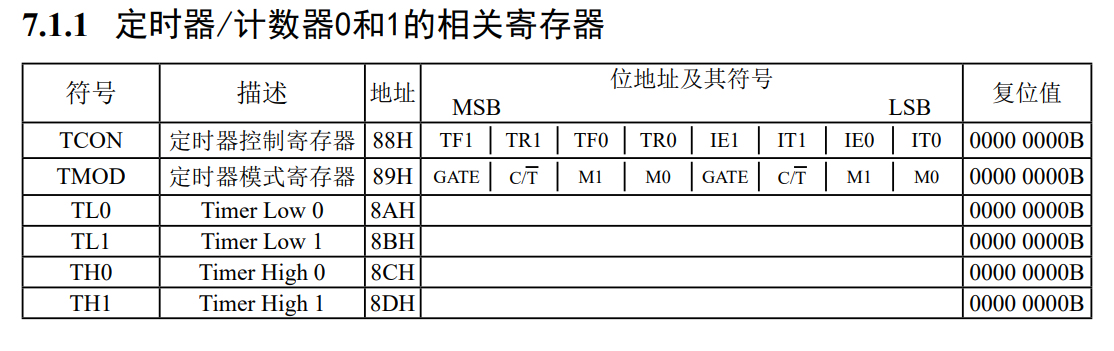 7.1.1 定时器/计数器0和1的相关寄存器
符号 描述 地址 位地址及其符号 复位值
MSB LSB
TCON 定时器控制寄存器 88H TF1 TR1 TF0 TR0 IE1 IT1 IE0 IT0 0000 0000B
TMOD 定时器模式寄存器 89H GATE C/T̅ M1 M0 GATE C/T̅ M1 M0 0000 0000B
TL0 Timer Low 0 8AH 0000 0000B
TL1 Timer Low 1 8BH 0000 0000B
TH0 Timer High 0 8CH 0000 0000B
TH1 Timer High 1 8DH 0000 0000B